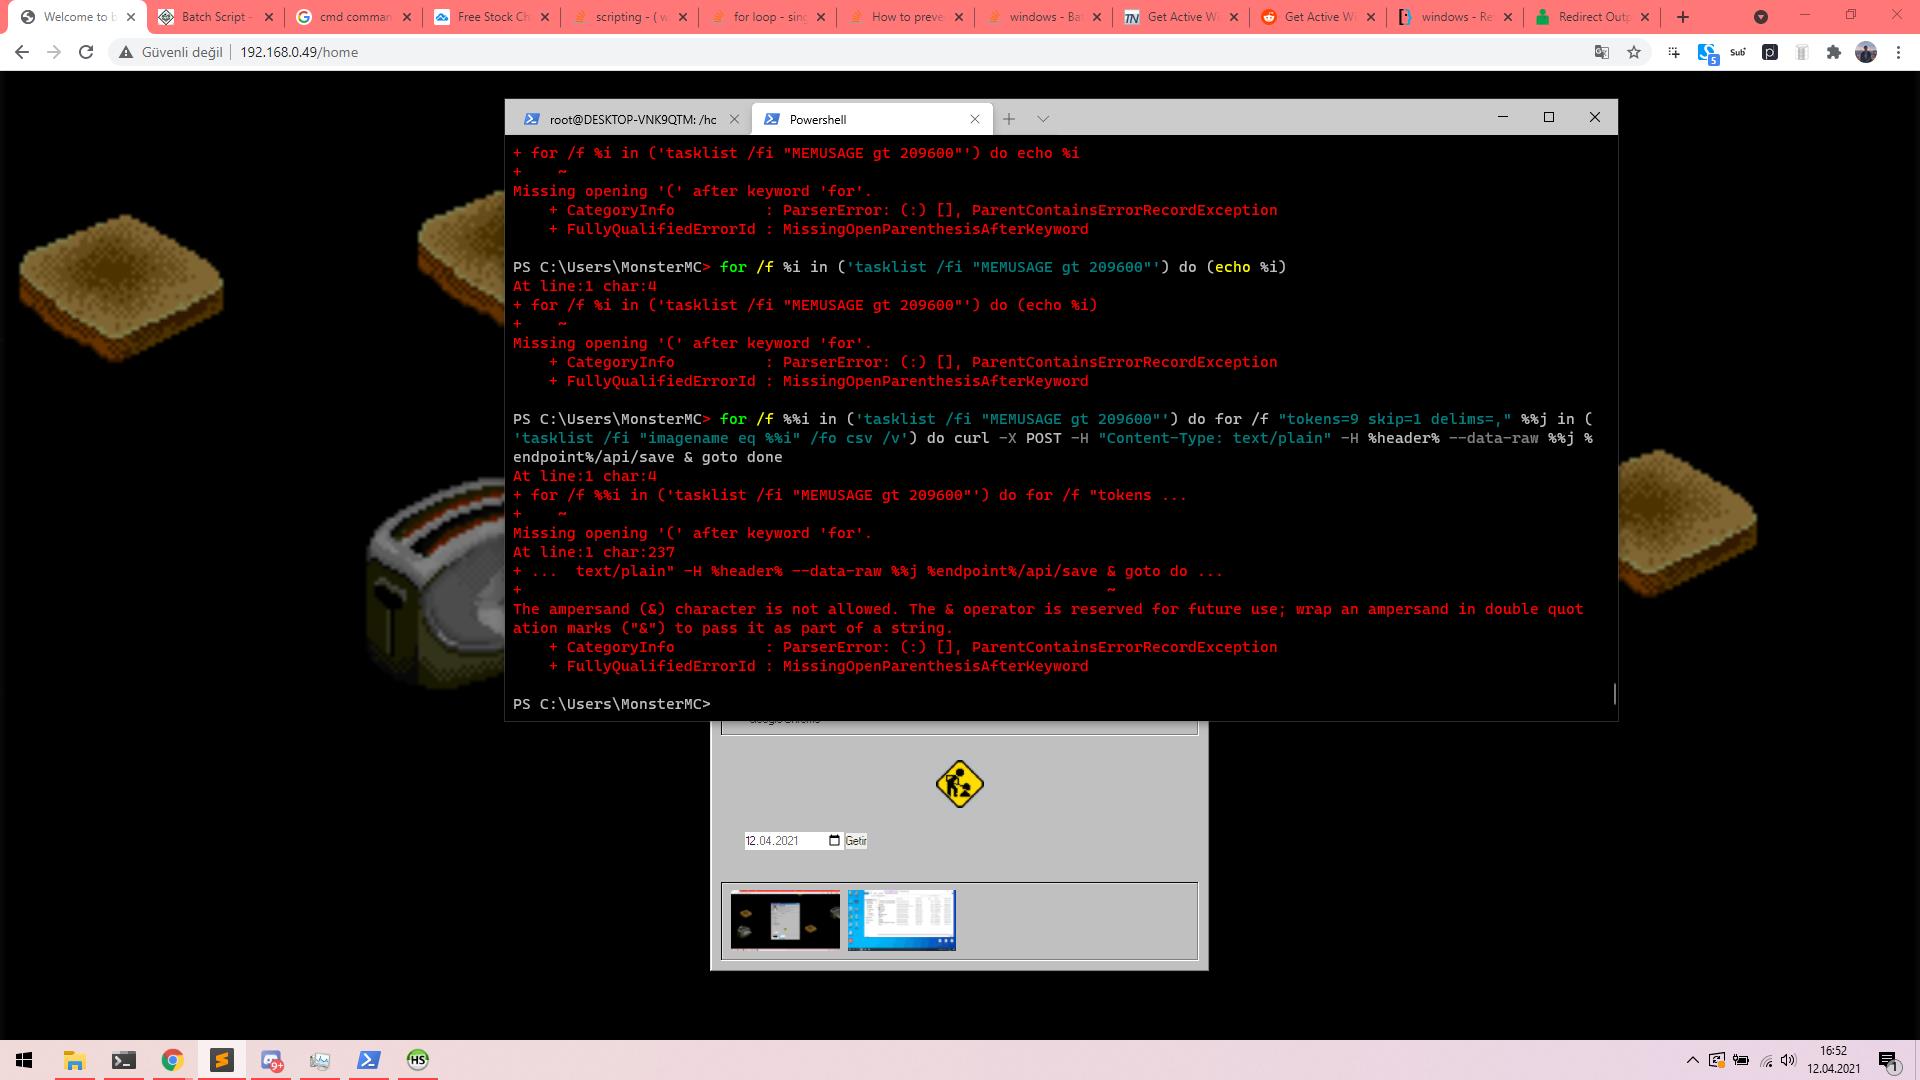 Welcome to b
Batch Script -
cmd comman
Free Stock Ch
scripting - ( w
for loop - sing
How to preve
windows - Ba
Get Active Wi
Get Active Wi
windows - Re
Redirect Outp
Güvenli değil
192.168.0.49/home
5
Sub
root@DESKTOP-VNK9QTM: /hc
Powershell
+ for /f %i in ('tasklist /fi "MEMUSAGE gt 209600"') do echo %i
+    ~
Missing opening '(' after keyword 'for'.
    + CategoryInfo          : ParserError: (:) [], ParentContainsErrorRecordException
    + FullyQualifiedErrorId : MissingOpenParenthesisAfterKeyword
PS C:\Users\MonsterMC> for /f %i in ('tasklist /fi "MEMUSAGE gt 209600"') do (echo %i)
At line:1 char:4
+ for /f %i in ('tasklist /fi "MEMUSAGE gt 209600"') do (echo %i)
+    ~
Missing opening '(' after keyword 'for'.
    + CategoryInfo          : ParserError: (:) [], ParentContainsErrorRecordException
    + FullyQualifiedErrorId : MissingOpenParenthesisAfterKeyword
PS C:\Users\MonsterMC> for /f %%i in ('tasklist /fi "MEMUSAGE gt 209600"') do for /f "tokens=9 skip=1 delims=," %%j in (
'tasklist /fi "imagename eq %%i" /fo csv /v') do curl -X POST -H "Content-Type: text/plain" -H %header% --data-raw %%j %
endpoint%/api/save & goto done
At line:1 char:4
+ for /f %%i in ('tasklist /fi "MEMUSAGE gt 209600"') do for /f "tokens ...
+    ~
Missing opening '(' after keyword 'for'.
At line:1 char:237
+ ...  text/plain" -H %header% --data-raw %%j %endpoint%/api/save & goto do ...
+                                                                 ~
The ampersand (&) character is not allowed. The & operator is reserved for future use; wrap an ampersand in double quot
ation marks ("&") to pass it as part of a string.
    + CategoryInfo          : ParserError: (:) [], ParentContainsErrorRecordException
    + FullyQualifiedErrorId : MissingOpenParenthesisAfterKeyword
PS C:\Users\MonsterMC>
Google Chrome
12.04.2021
Getir
9+
HS
16:52
12.04.2021
1